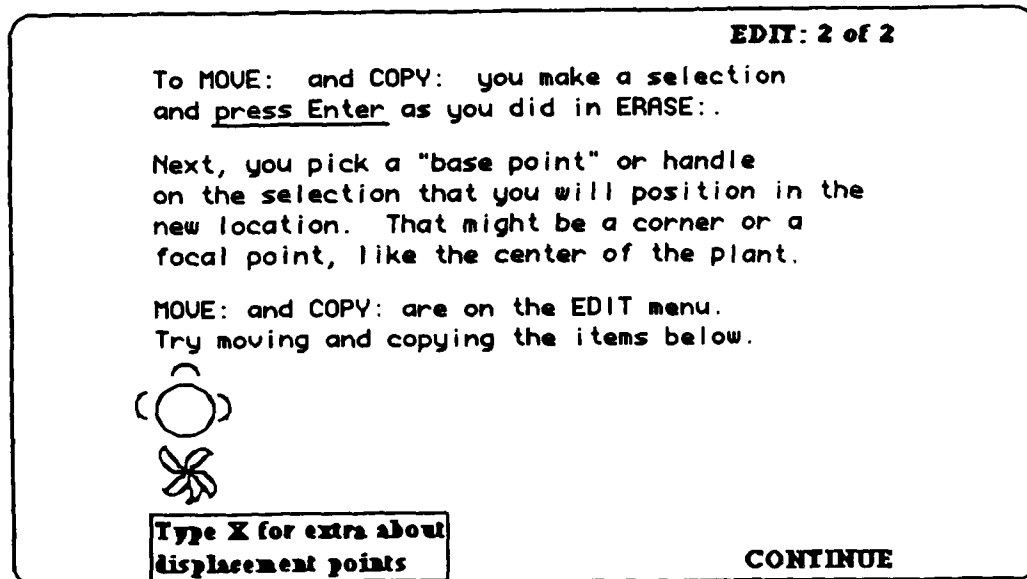 EDIT: 2 of 2
To MOVE: and COPY: you make a selection
and press Enter as you did in ERASE:.
Next, you pick a "base point" or handle
on the selection that you will position in the
new location. That might be a corner or a
focal point, like the center of the plant.
MOVE: and COPY: are on the EDIT menu.
Try moving and copying the items below.
Type X for extra about
displacement points
CONTINUE